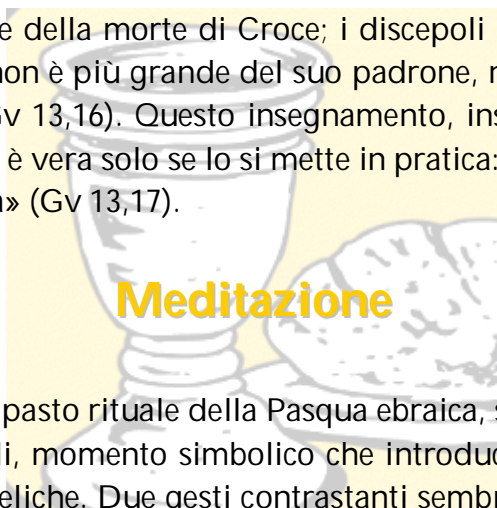 e della morte di Croce; i discepoli
non è più grande del suo padrone, n
v 13,16). Questo insegnamento, ins
è vera solo se lo si mette in pratica:
» (Gv 13,17).
Meditazione
pasto rituale della Pasqua ebraica, s
li, momento simbolico che introduc
eliche. Due gesti contrastanti sembr